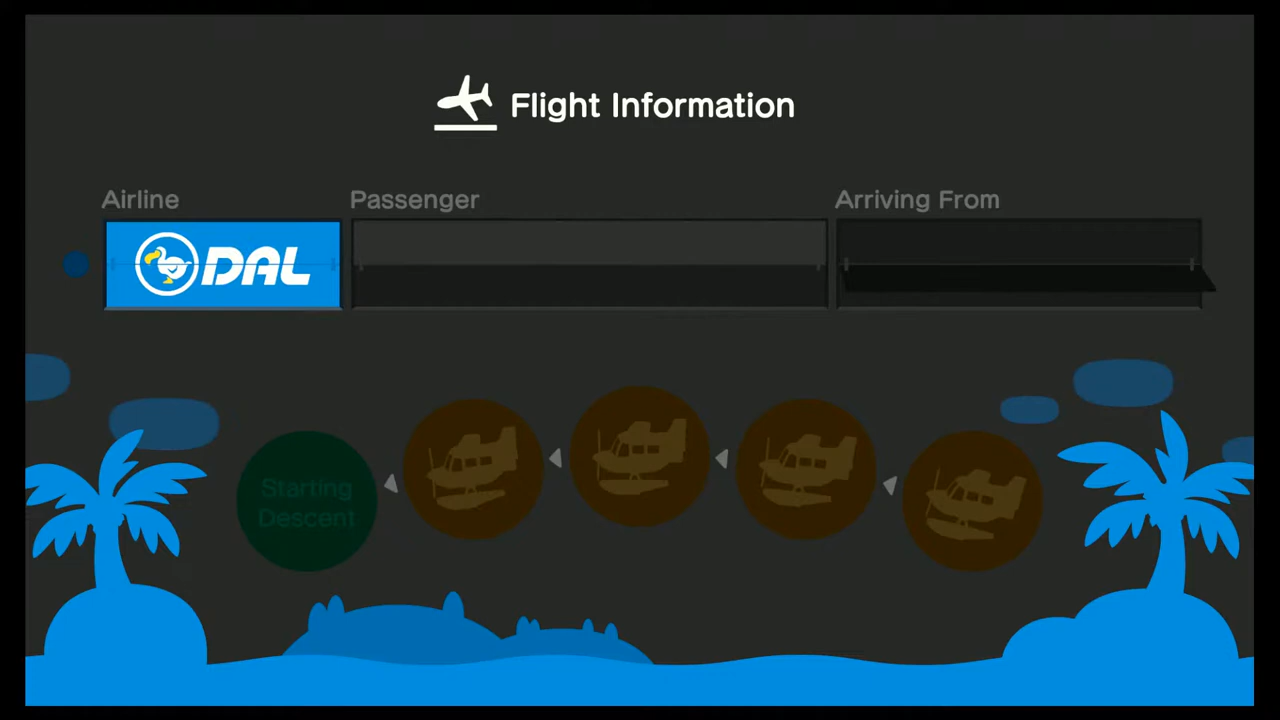 Flight Information
Airline
Passenger
Arriving From
DAL
Starting
Descent